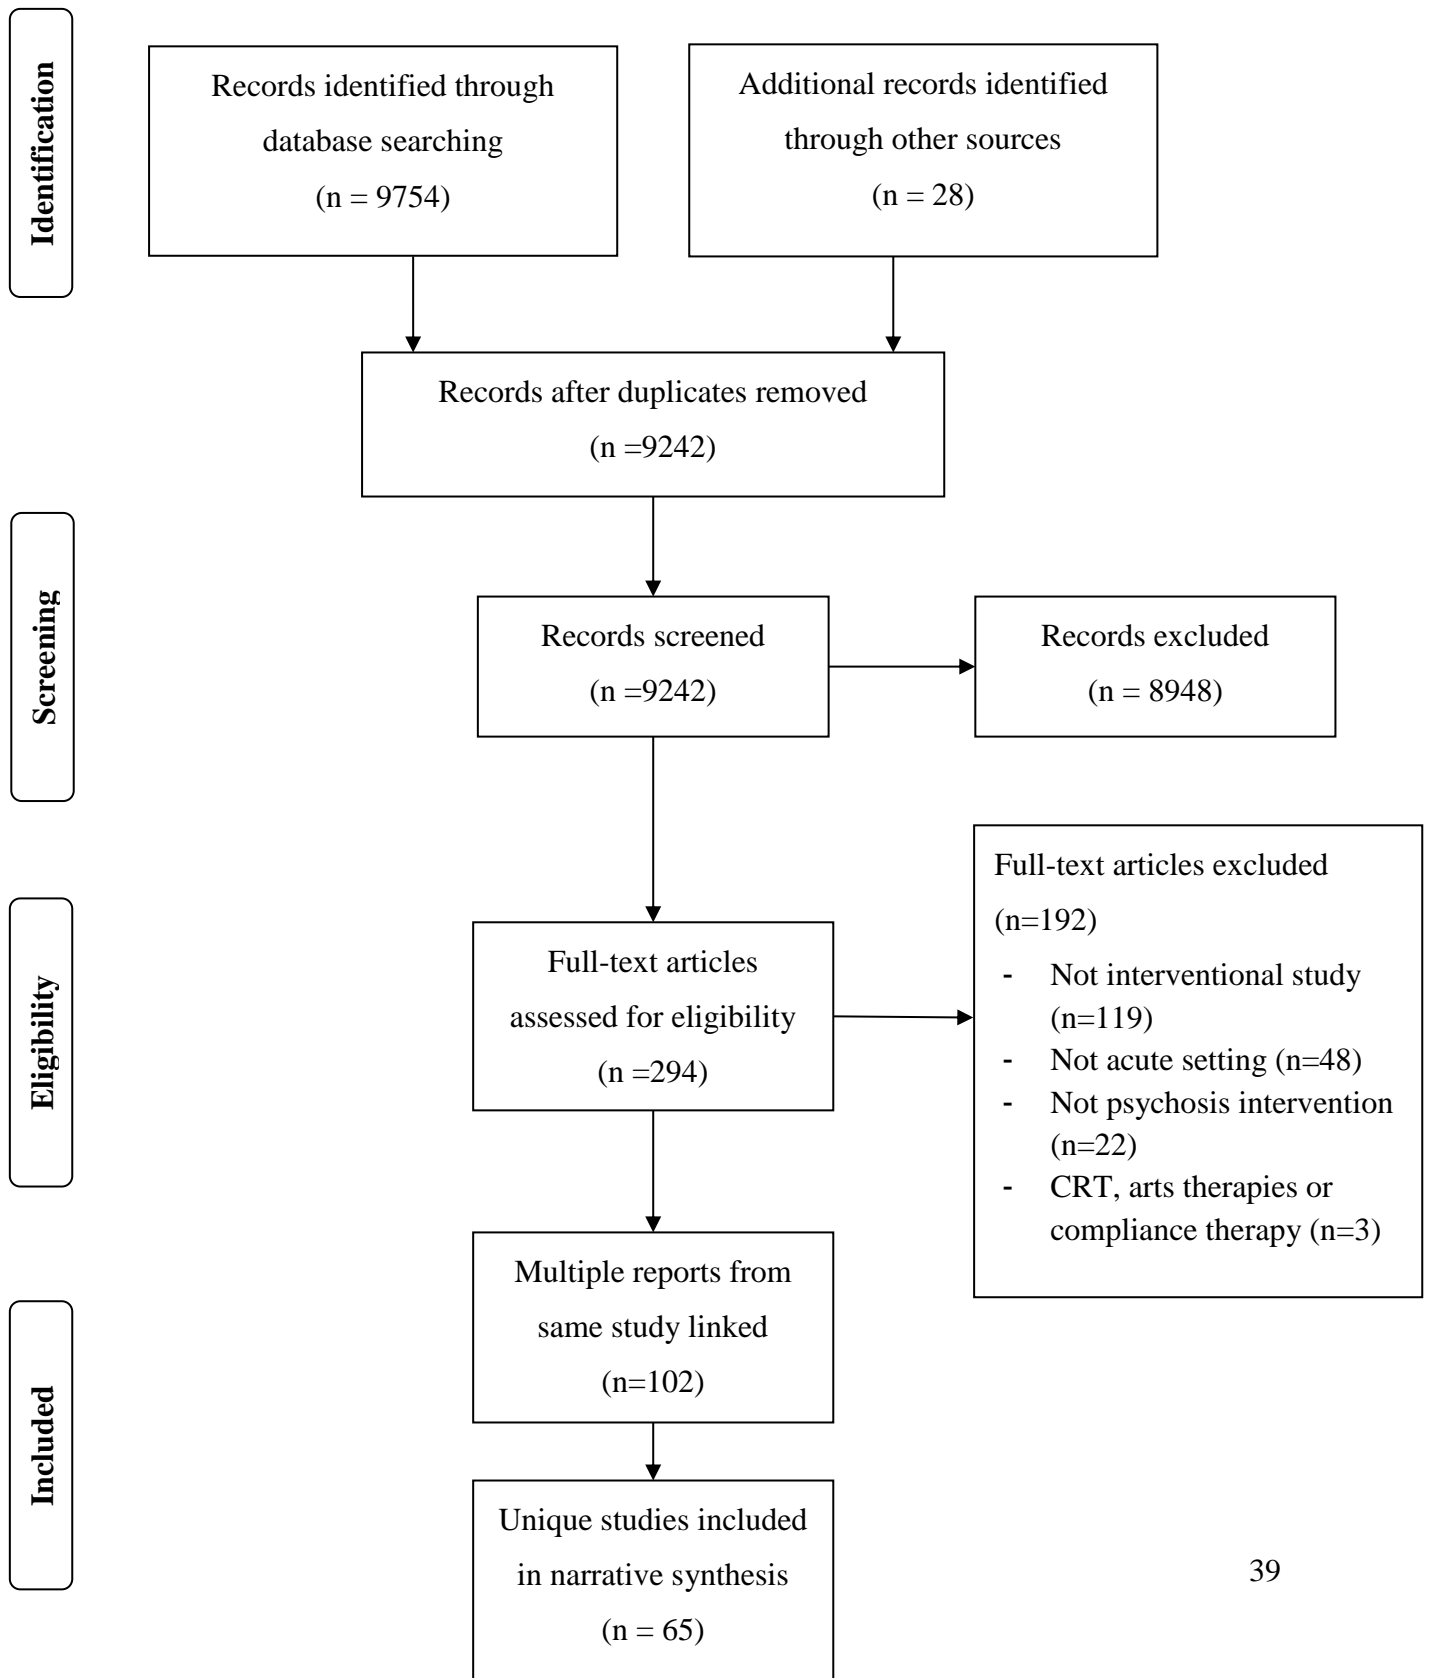 Identification
Records identified through
database searching
(n = 9754)
Additional records identified
through other sources
(n = 28)
Records after duplicates removed
(n =9242)
Screening
Records screened
(n =9242)
Records excluded
(n = 8948)
Eligibility
Full-text articles
assessed for eligibility
(n =294)
Full-text articles excluded
(n=192)
- Not interventional study
(n=119)
- Not acute setting (n=48)
- Not psychosis intervention
(n=22)
- CRT, arts therapies or
compliance therapy (n=3)
Multiple reports from
same study linked
(n=102)
Included
Unique studies included
in narrative synthesis
(n = 65)
39